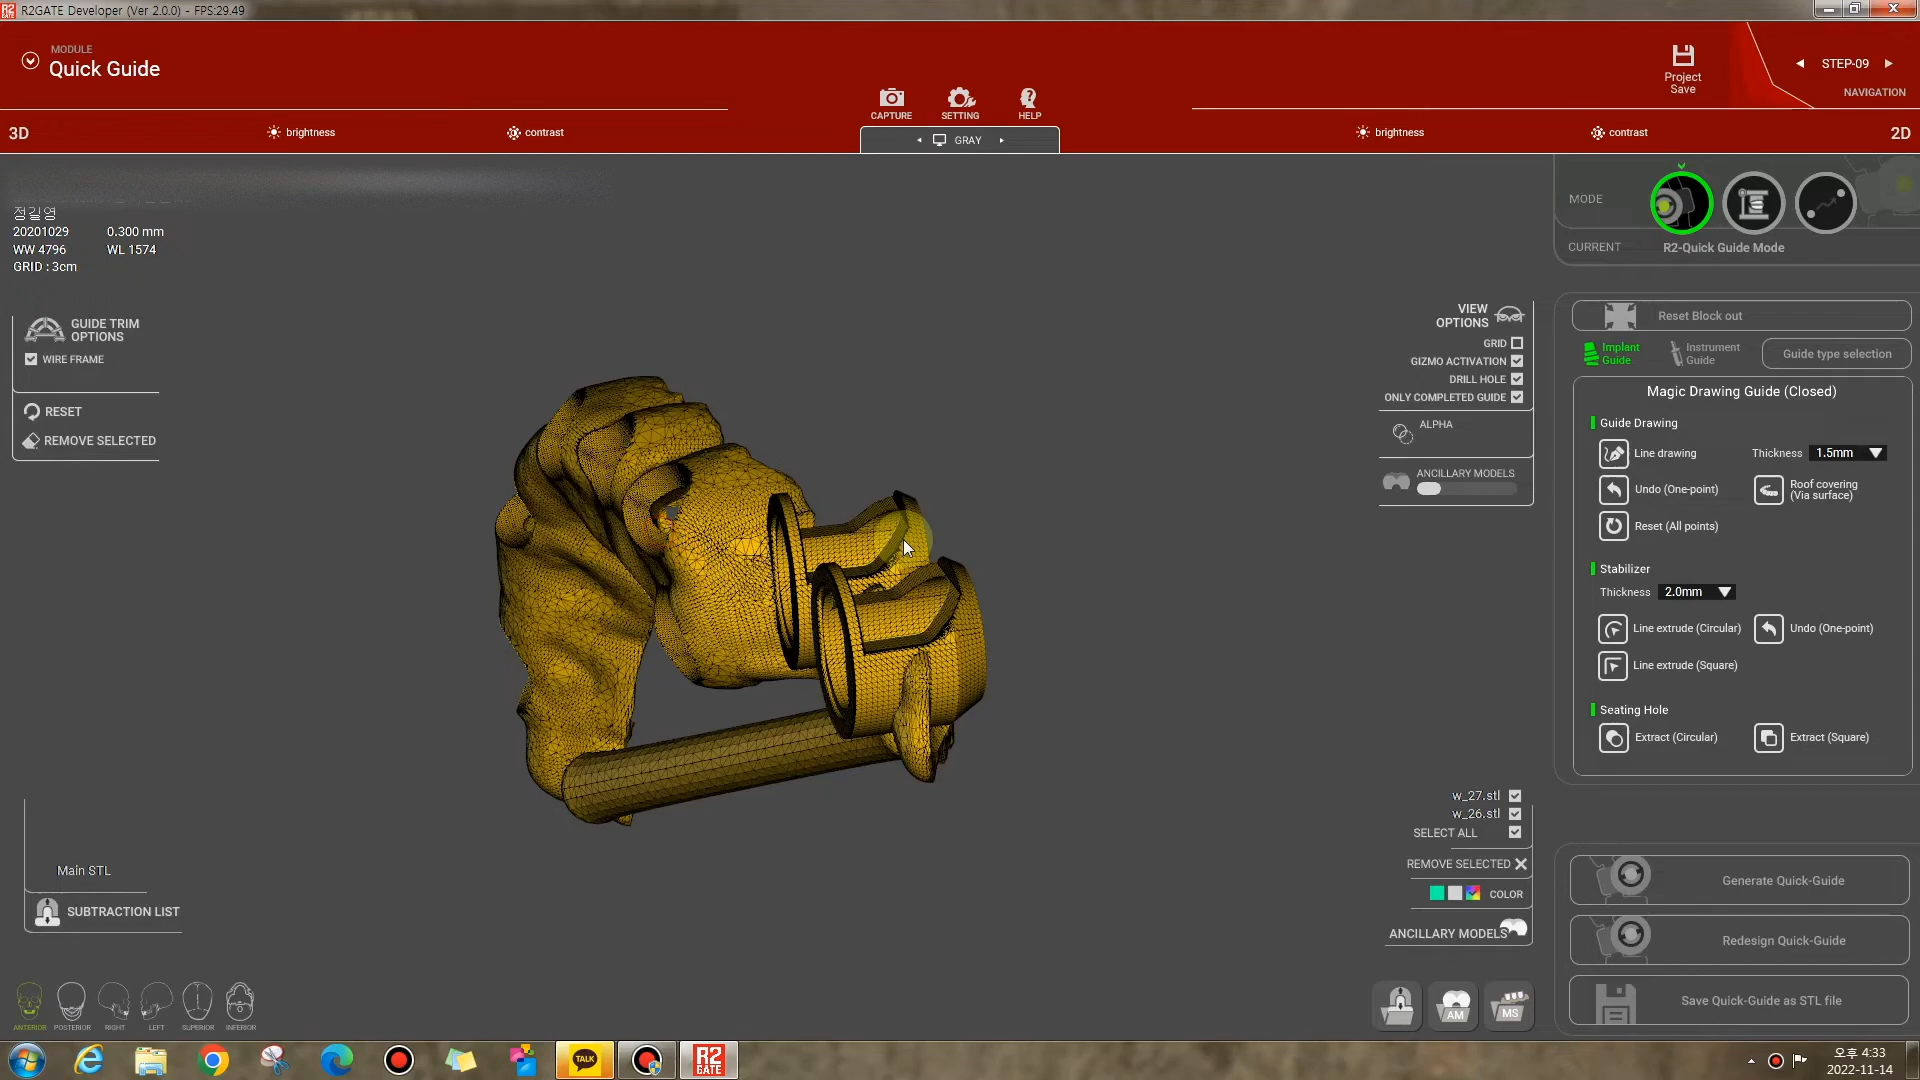 R2GATE Developer (Ver 2.0.0) - FPS:29.49
MODULE
Quick Guide
CAPTURE
SETTING
HELP
Project
Save
STEP-09
NAVIGATION
3D
brightness
contrast
GRAY
brightness
contrast
2D
정길영
20201029 0.300 mm
WW 4796 WL 1574
GRID : 3cm
MODE
CURRENT
R2-Quick Guide Mode
GUIDE TRIM
OPTIONS
WIRE FRAME
RESET
REMOVE SELECTED
VIEW
OPTIONS
GRID
GIZMO ACTIVATION
DRILL HOLE
ONLY COMPLETED GUIDE
ALPHA
ANCILLARY MODELS
Reset Block out
Implant
Guide
Instrument
Guide
Guide type selection
Magic Drawing Guide (Closed)
Guide Drawing
Line drawing
Thickness 1.5mm
Undo (One-point)
Roof covering
(Via surface)
Reset (All points)
Stabilizer
Thickness 2.0mm
Line extrude (Circular)
Undo (One-point)
Line extrude (Square)
Seating Hole
Extract (Circular)
Extract (Square)
w_27.stl
w_26.stl
SELECT ALL
REMOVE SELECTED
COLOR
ANCILLARY MODELS
Main STL
SUBTRACTION LIST
Generate Quick-Guide
Redesign Quick-Guide
Save Quick-Guide as STL file
AM
MS
ANTERIOR
POSTERIOR
RIGHT
LEFT
SUPERIOR
INFERIOR
TALK
R2
GATE
오후 4:33
2022-11-14